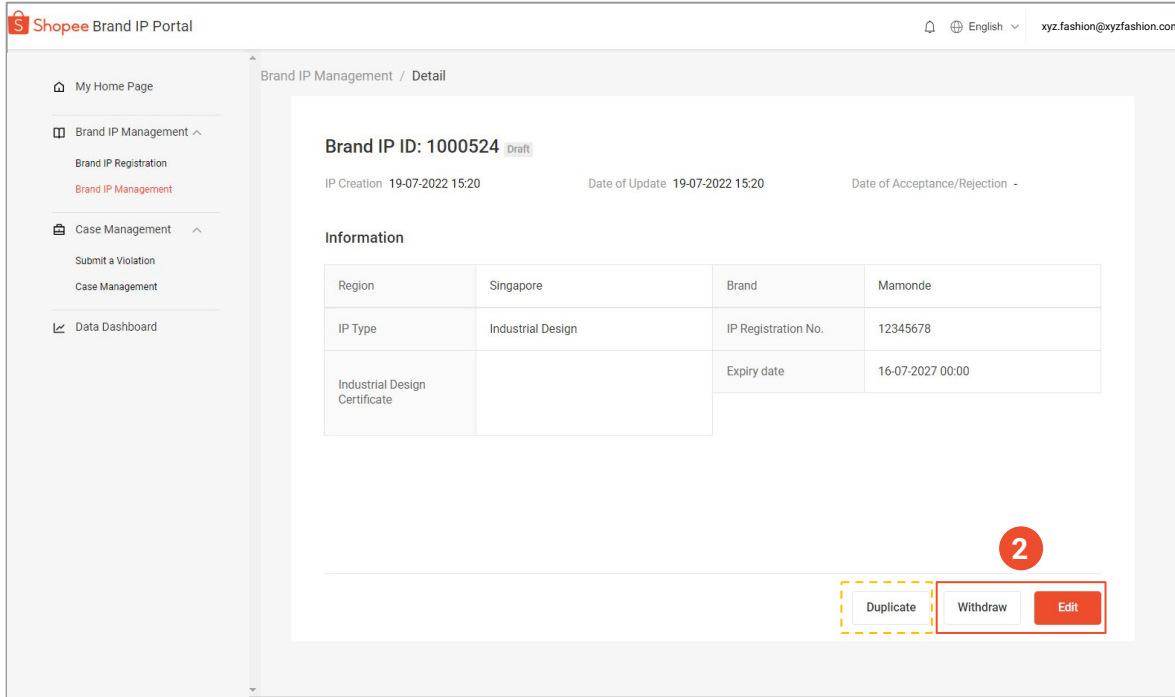 Shopee Brand IP Portal
English
xyz.fashion@xyzfashion.com
My Home Page
Brand IP Management
Brand IP Registration
Brand IP Management
Case Management
Submit a Violation
Case Management
Data Dashboard
Brand IP Management / Detail
Brand IP ID: 1000524 Draft
IP Creation 19-07-2022 15:20
Date of Update 19-07-2022 15:20
Date of Acceptance/Rejection -
Information
Region
Singapore
Brand
Mamonde
IP Type
Industrial Design
IP Registration No.
12345678
Industrial Design
Certificate
Expiry date
16-07-2027 00:00
2
Duplicate
Withdraw
Edit